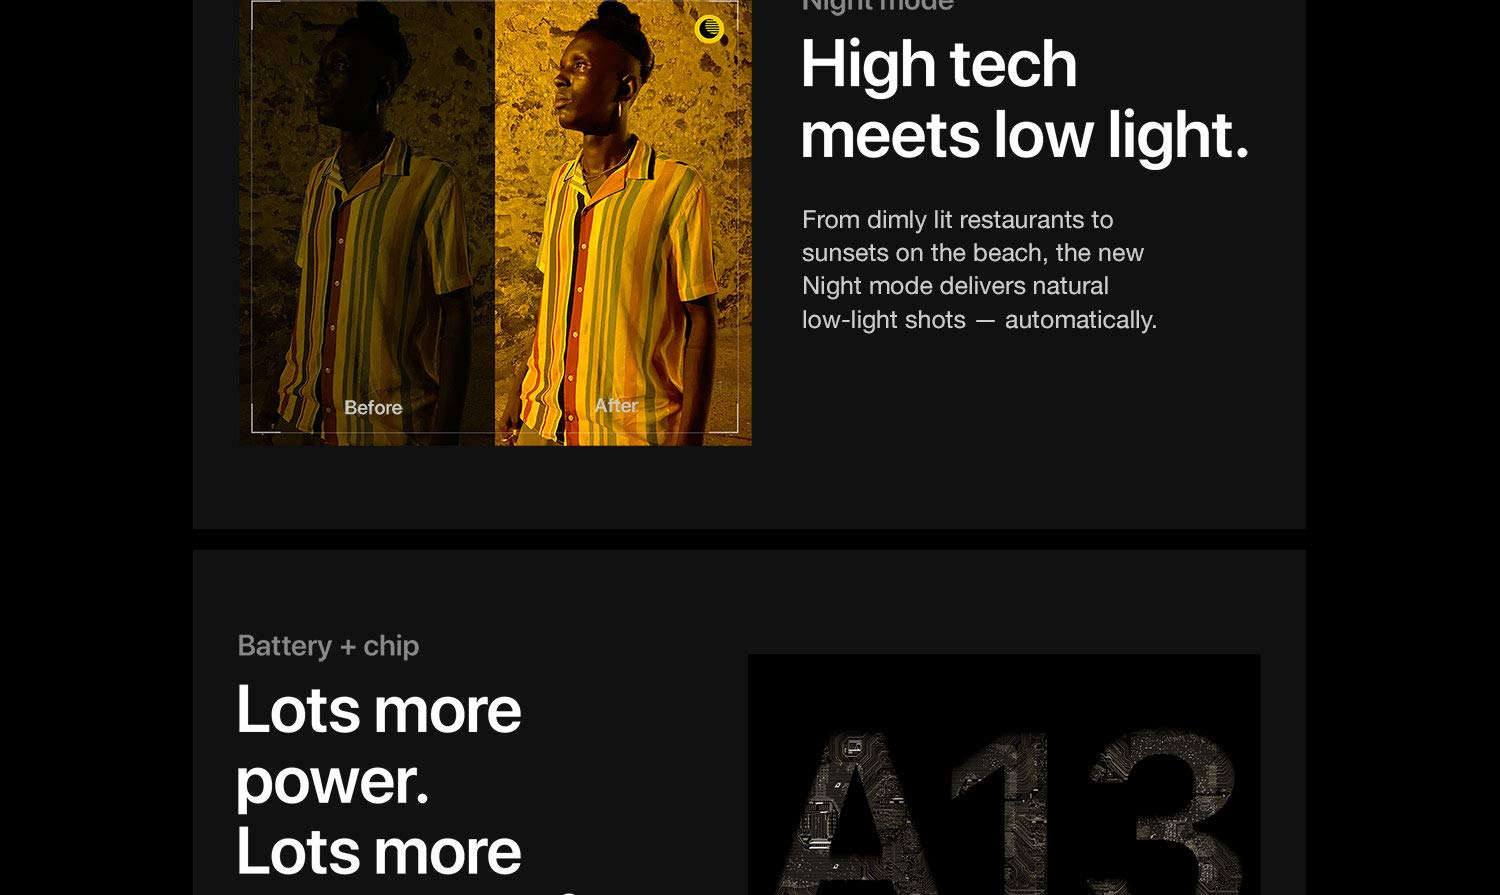 Night mode
High tech
meets low light.
From dimly lit restaurants to
sunsets on the beach, the new
Night mode delivers natural
low-light shots — automatically.
Before
After
Battery + chip
Lots more
power.
Lots more
A13